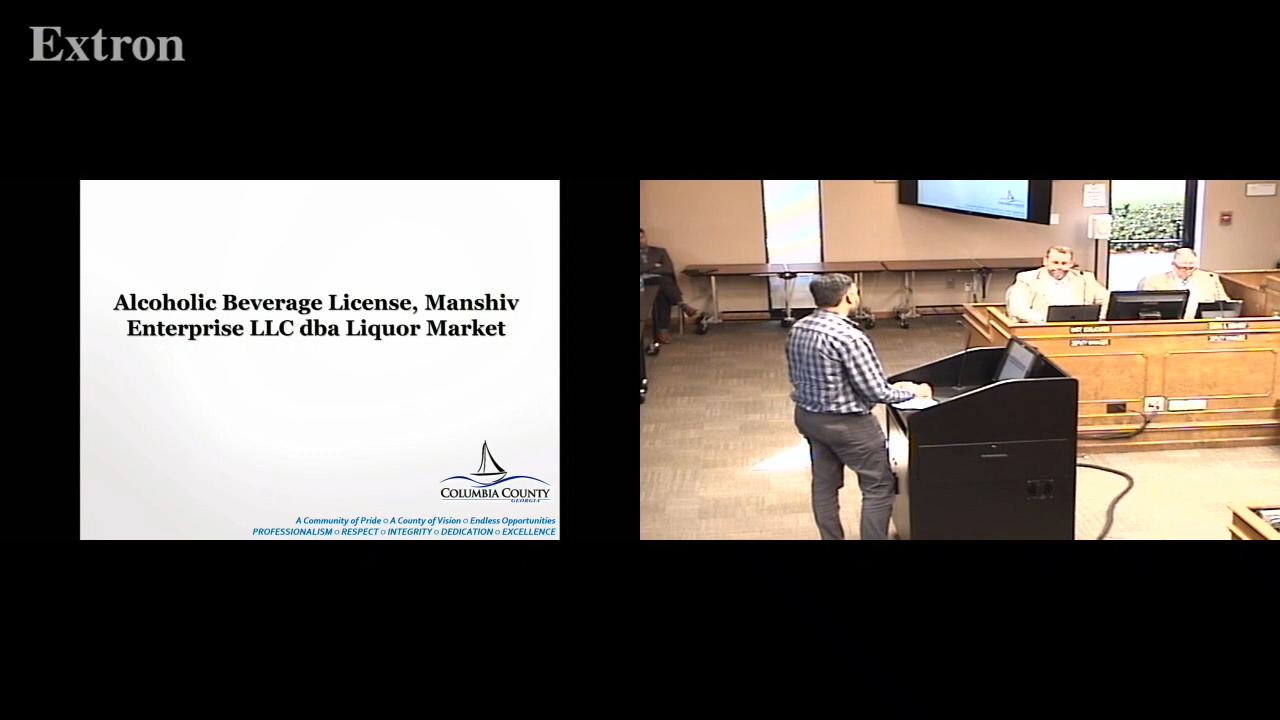 Extron
Alcoholic Beverage License, Manshiv
Enterprise LLC dba Liquor Market
COLUMBIA COUNTY
GEORGIA
A Community of Pride ○ A County of Vision ○ Endless Opportunities
PROFESSIONALISM ○ RESPECT ○ INTEGRITY ○ DEDICATION ○ EXCELLENCE